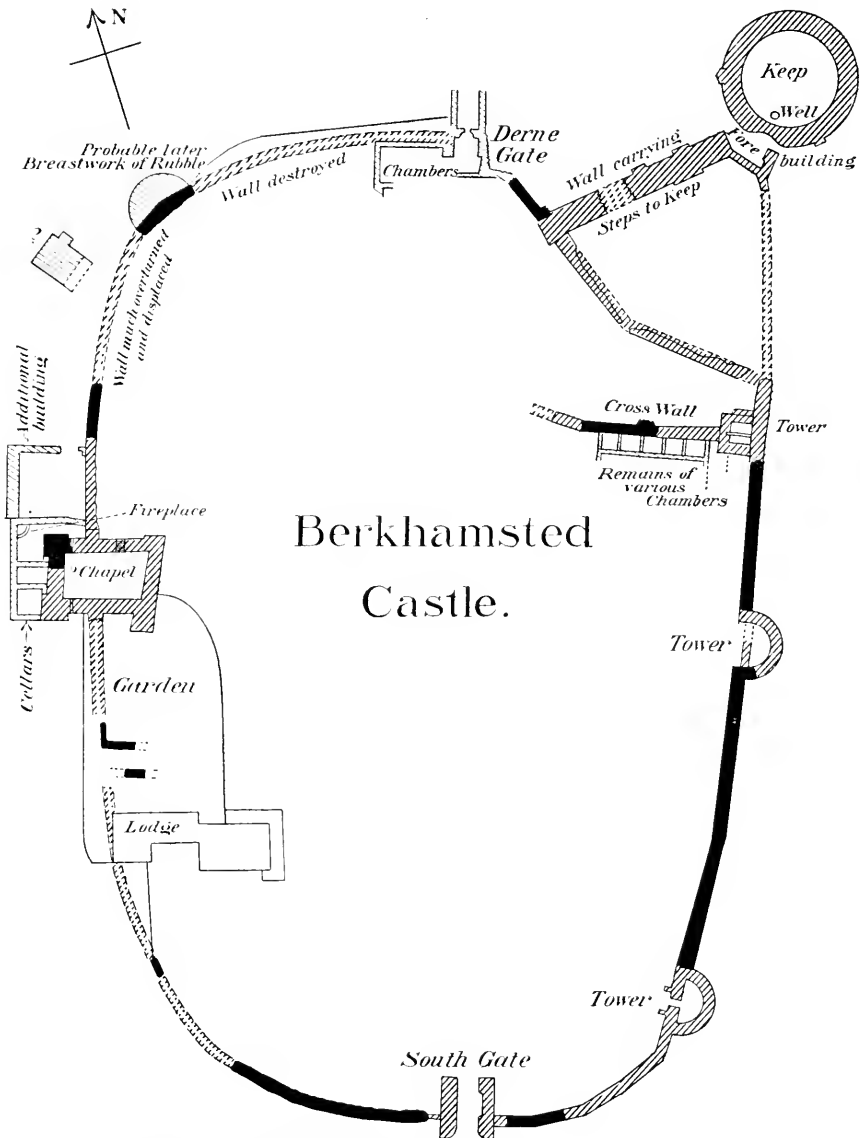 N
Keep
Well
Fore
building
Derne
Gate
Wall carrying
Steps to Keep
Probable later
Breastwork of Rubble
Wall destroyed
Chambers
?
Wall much overturned
and displaced
Additional
building
Cross Wall
Tower
Remains of
various
Chambers
Fireplace
Berkhamsted
Castle.
?Chapel
Cellars
Tower
Garden
Lodge
Tower
South Gate